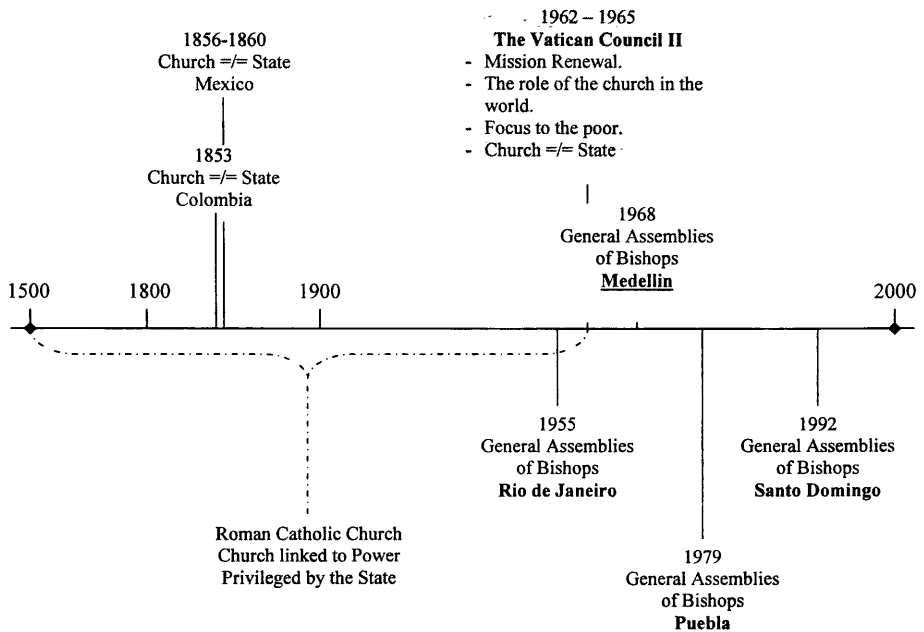 1856-1860
Church =/= State
Mexico
1853
Church =/= State
Colombia
1962 – 1965
The Vatican Council II
- Mission Renewal.
- The role of the church in the
world.
- Focus to the poor.
- Church =/= State
1968
General Assemblies
of Bishops
Medellin
1500
1800
1900
2000
1955
General Assemblies
of Bishops
Rio de Janeiro
1992
General Assemblies
of Bishops
Santo Domingo
Roman Catholic Church
Church linked to Power
Privileged by the State
1979
General Assemblies
of Bishops
Puebla